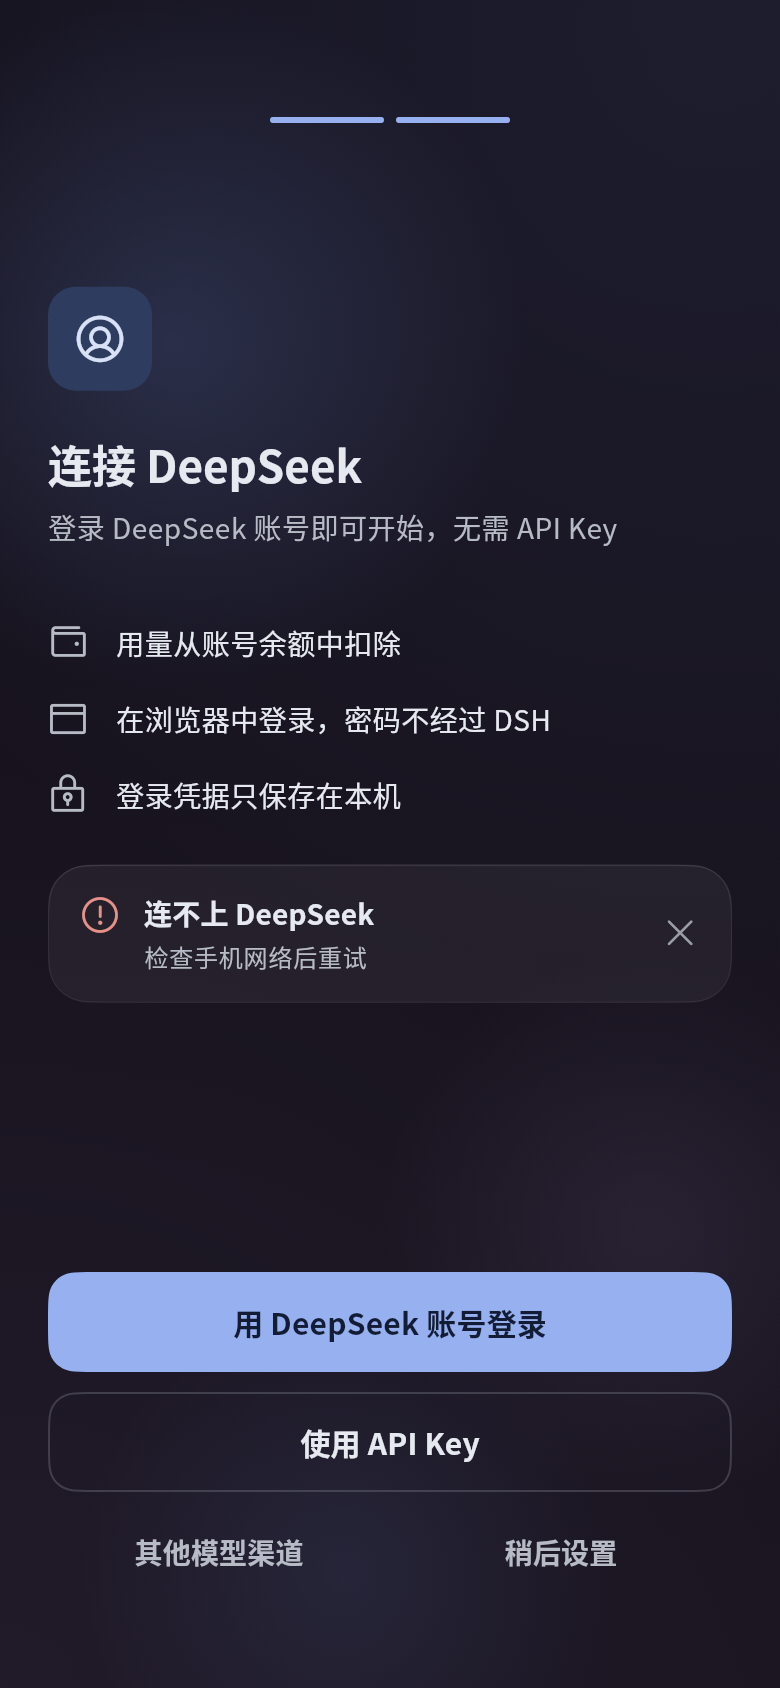 连接 DeepSeek
登录 DeepSeek 账号即可开始，无需 API Key
用量从账号余额中扣除
在浏览器中登录，密码不经过 DSH
登录凭据只保存在本机
连不上 DeepSeek
检查手机网络后重试
用 DeepSeek 账号登录
使用 API Key
其他模型渠道
稍后设置